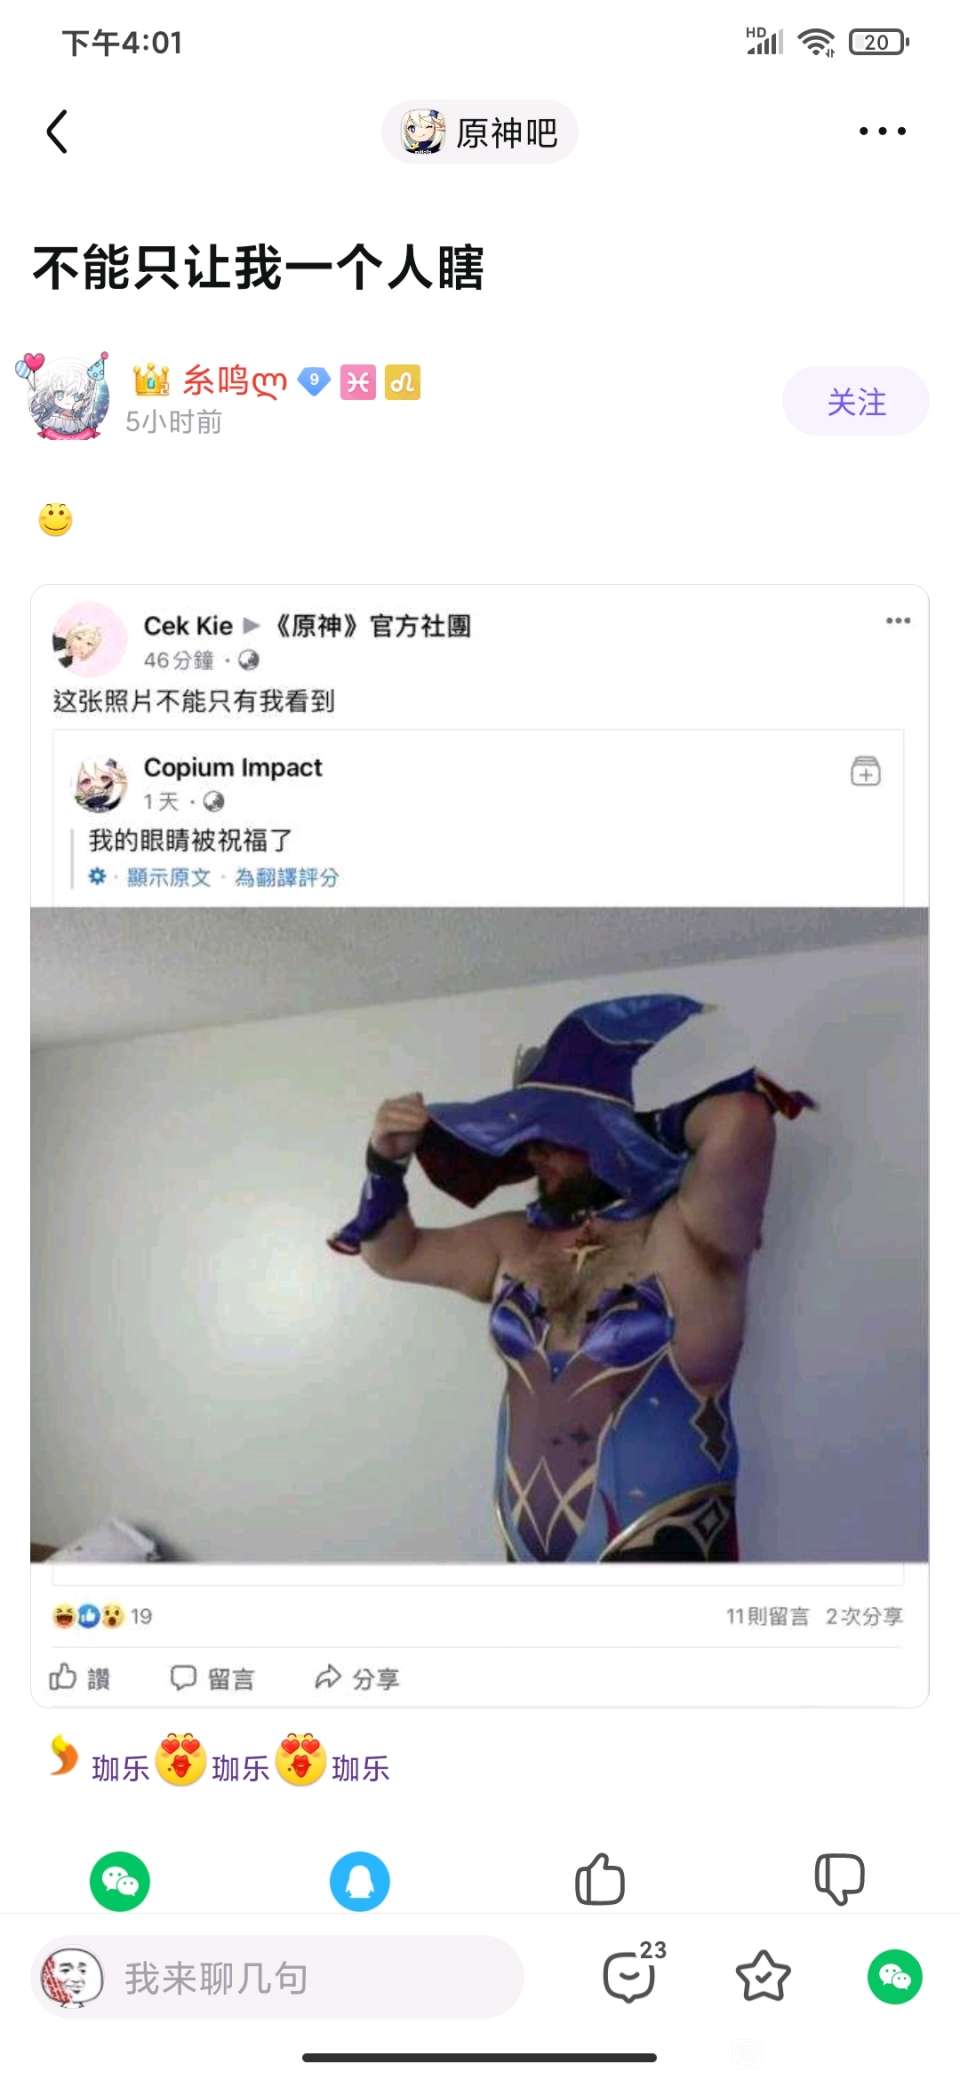 下午4:01
HD
20
原神吧
不能只让我一个人瞎
糸鸣ლ 9
5小时前
关注
Cek Kie ▶ 《原神》官方社團
46分鐘 ·
这张照片不能只有我看到
Copium Impact
1天 ·
我的眼睛被祝福了
· 顯示原文 · 為翻譯評分
19
11則留言 2次分享
讚 留言 分享
珈乐 珈乐 珈乐
我来聊几句
23